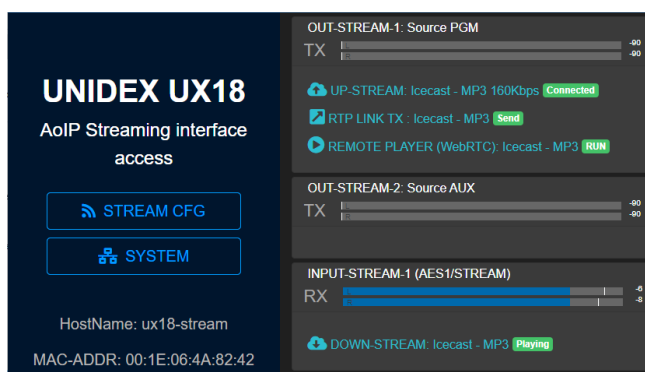 UNIDEX UX18
AoIP Streaming interface
access
STREAM CFG
SYSTEM
HostName: ux18-stream
MAC-ADDR: 00:1E:06:4A:82:42
OUT-STREAM-1: Source PGM
TX
-90
-90
UP-STREAM: Icecast - MP3 160Kbps Connected
RTP LINK TX : Icecast - MP3 Send
REMOTE PLAYER (WebRTC): Icecast - MP3 RUN
OUT-STREAM-2: Source AUX
TX
-90
-90
INPUT-STREAM-1 (AES1/STREAM)
RX
-6
-8
DOWN-STREAM: Icecast - MP3 Playing